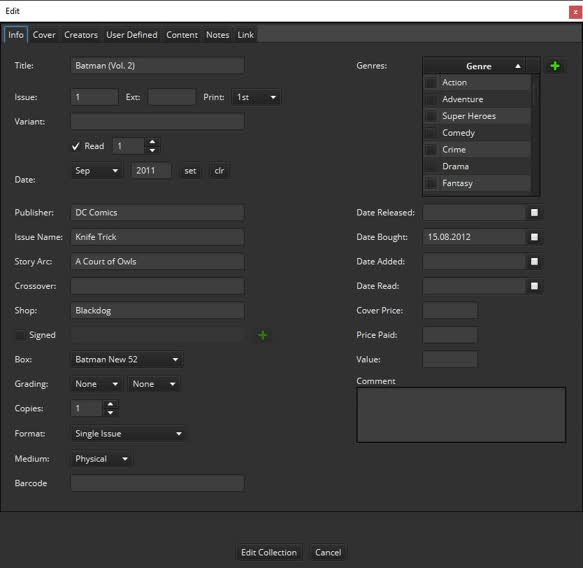 Edit
x
Info Cover Creators User Defined Content Notes Links
Title: Batman (Vol. 2) Genres: Genre
Action
Issue: 1 Ext: Print: 1st Adventure
Variant: Super Heroes
Comedy
Read 1 Crime
Drama
Date: Sep 2011 set clr Fantasy
Publisher: DC Comics Date Released:
Issue Name: Knife Trick Date Bought: 15.08.2012
Story Arc: A Court of Owls Date Added:
Crossover: Date Read:
Shop: Blackdog Cover Price:
Signed Price Paid:
Box: Batman New 52 Value:
Grading: None None Comment
Copies: 1
Format: Single Issue
Medium: Physical
Barcode
Edit Collection Cancel